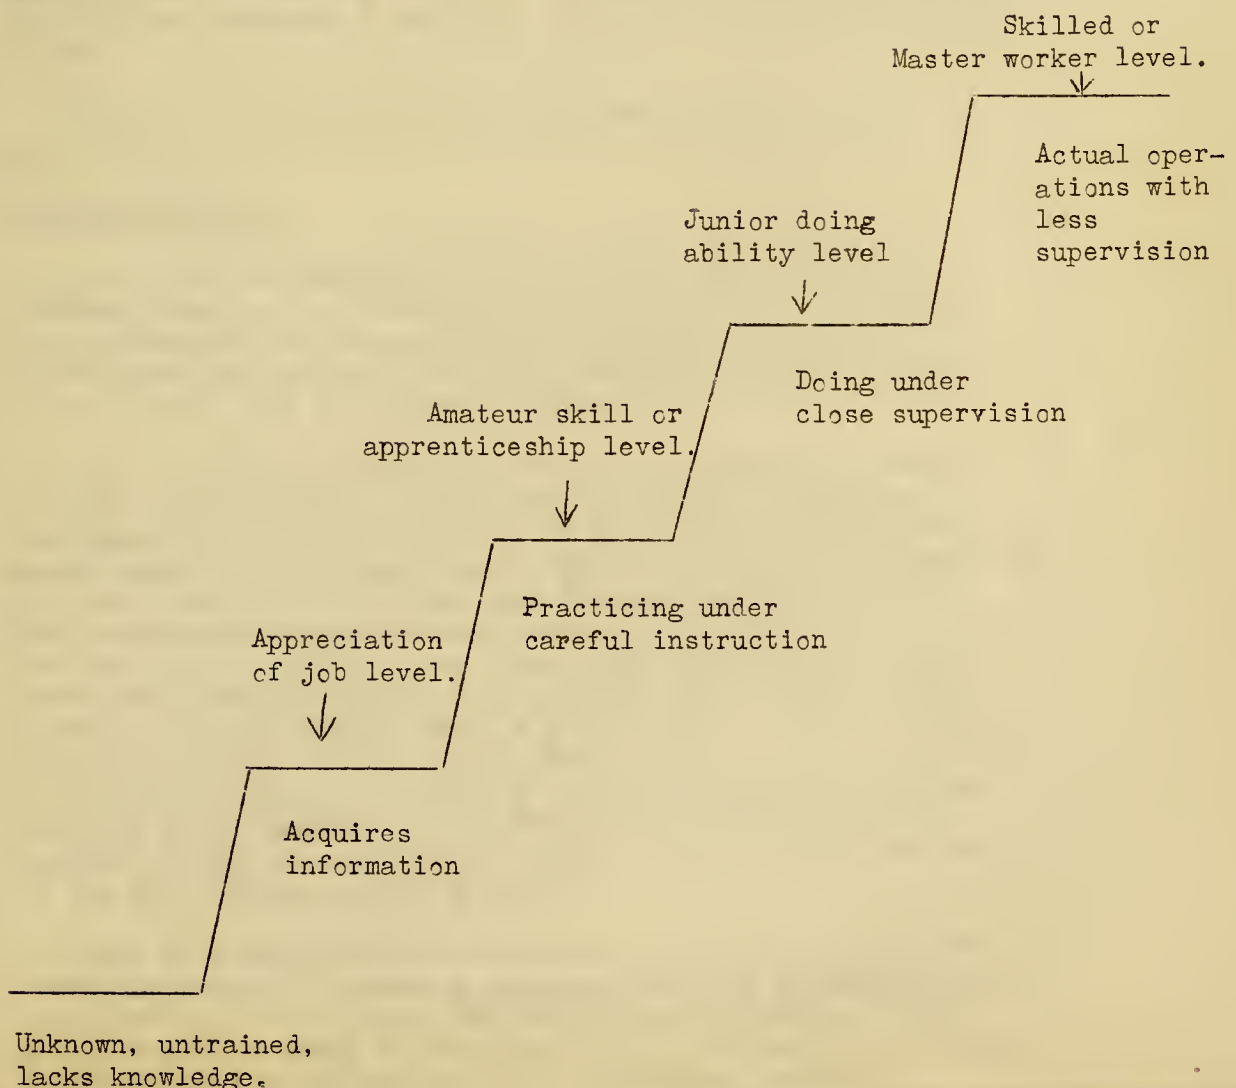 Skilled or
Master worker level.
Actual oper-
ations with
less
supervision
Junior doing
ability level
Doing under
close supervision
Amateur skill or
apprenticeship level.
Practicing under
careful instruction
Appreciation
of job level.
Acquires
information
Unknown, untrained,
lacks knowledge.